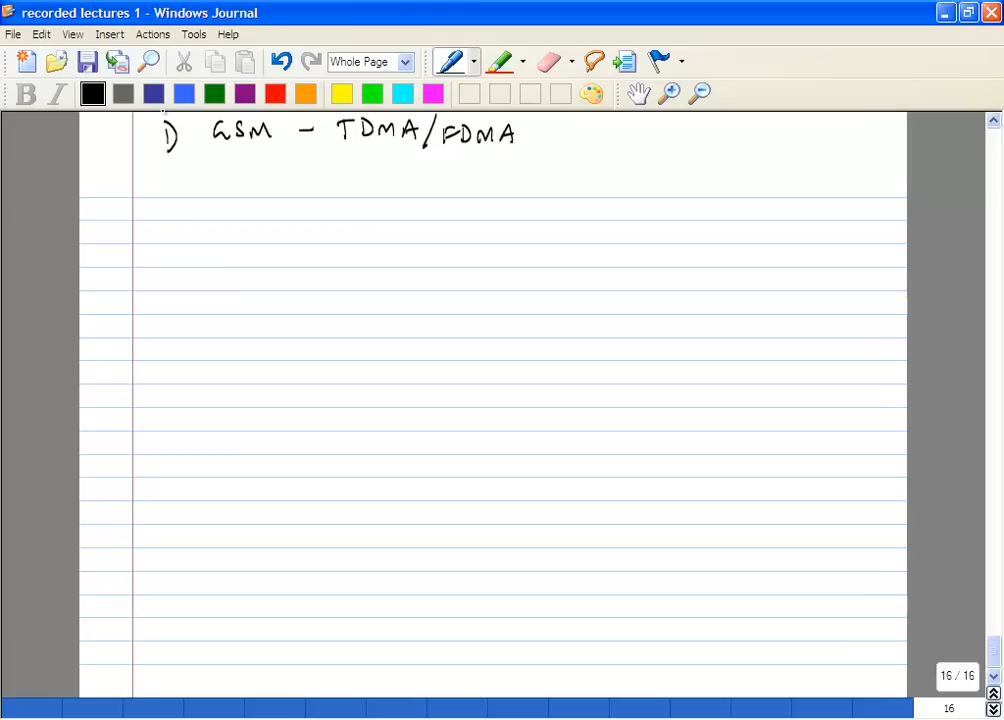 recorded lectures 1 - Windows Journal
File Edit View Insert Actions Tools Help
Whole Page
B I
1) GSM - TDMA/FDMA
16 / 16
16